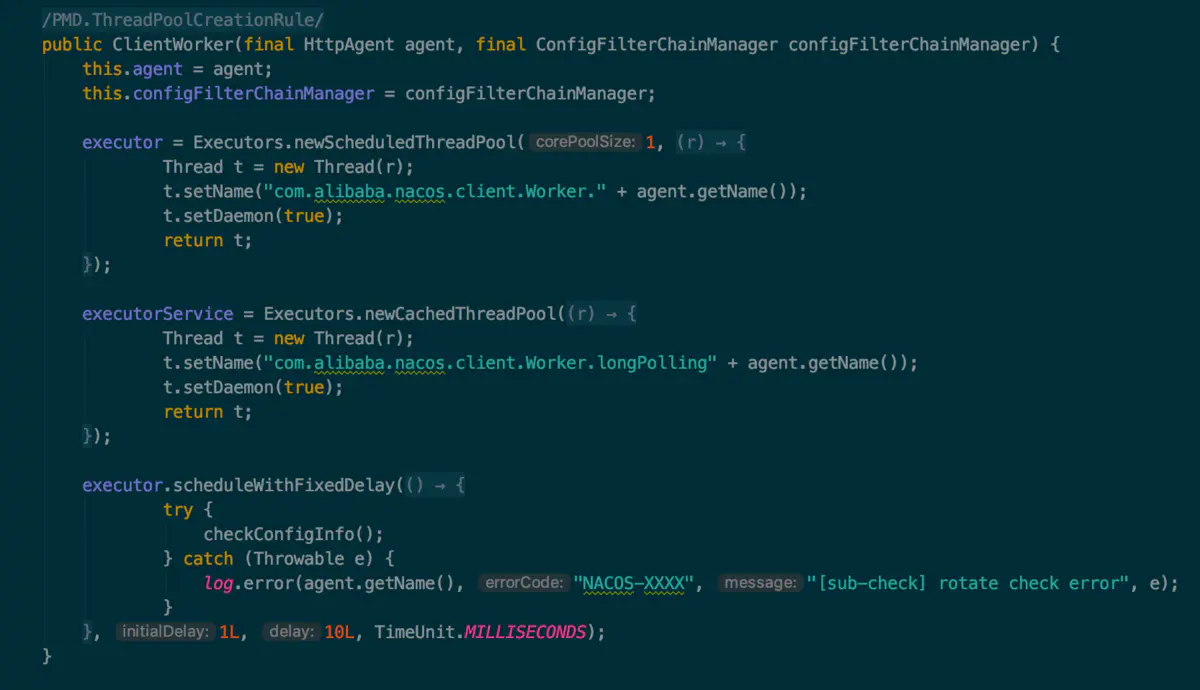 /PMD.ThreadPoolCreationRule/
public ClientWorker(final HttpAgent agent, final ConfigFilterChainManager configFilterChainManager) {
    this.agent = agent;
    this.configFilterChainManager = configFilterChainManager;

    executor = Executors.newScheduledThreadPool( corePoolSize: 1, (r) → {
            Thread t = new Thread(r);
            t.setName("com.alibaba.nacos.client.Worker." + agent.getName());
            t.setDaemon(true);
            return t;
    });

    executorService = Executors.newCachedThreadPool((r) → {
            Thread t = new Thread(r);
            t.setName("com.alibaba.nacos.client.Worker.longPolling" + agent.getName());
            t.setDaemon(true);
            return t;
    });

    executor.scheduleWithFixedDelay(() → {
            try {
                checkConfigInfo();
            } catch (Throwable e) {
                log.error(agent.getName(), errorCode: "NACOS-XXXX", message: "[sub-check] rotate check error", e);
            }
    }, initialDelay: 1L, delay: 10L, TimeUnit.MILLISECONDS);
}